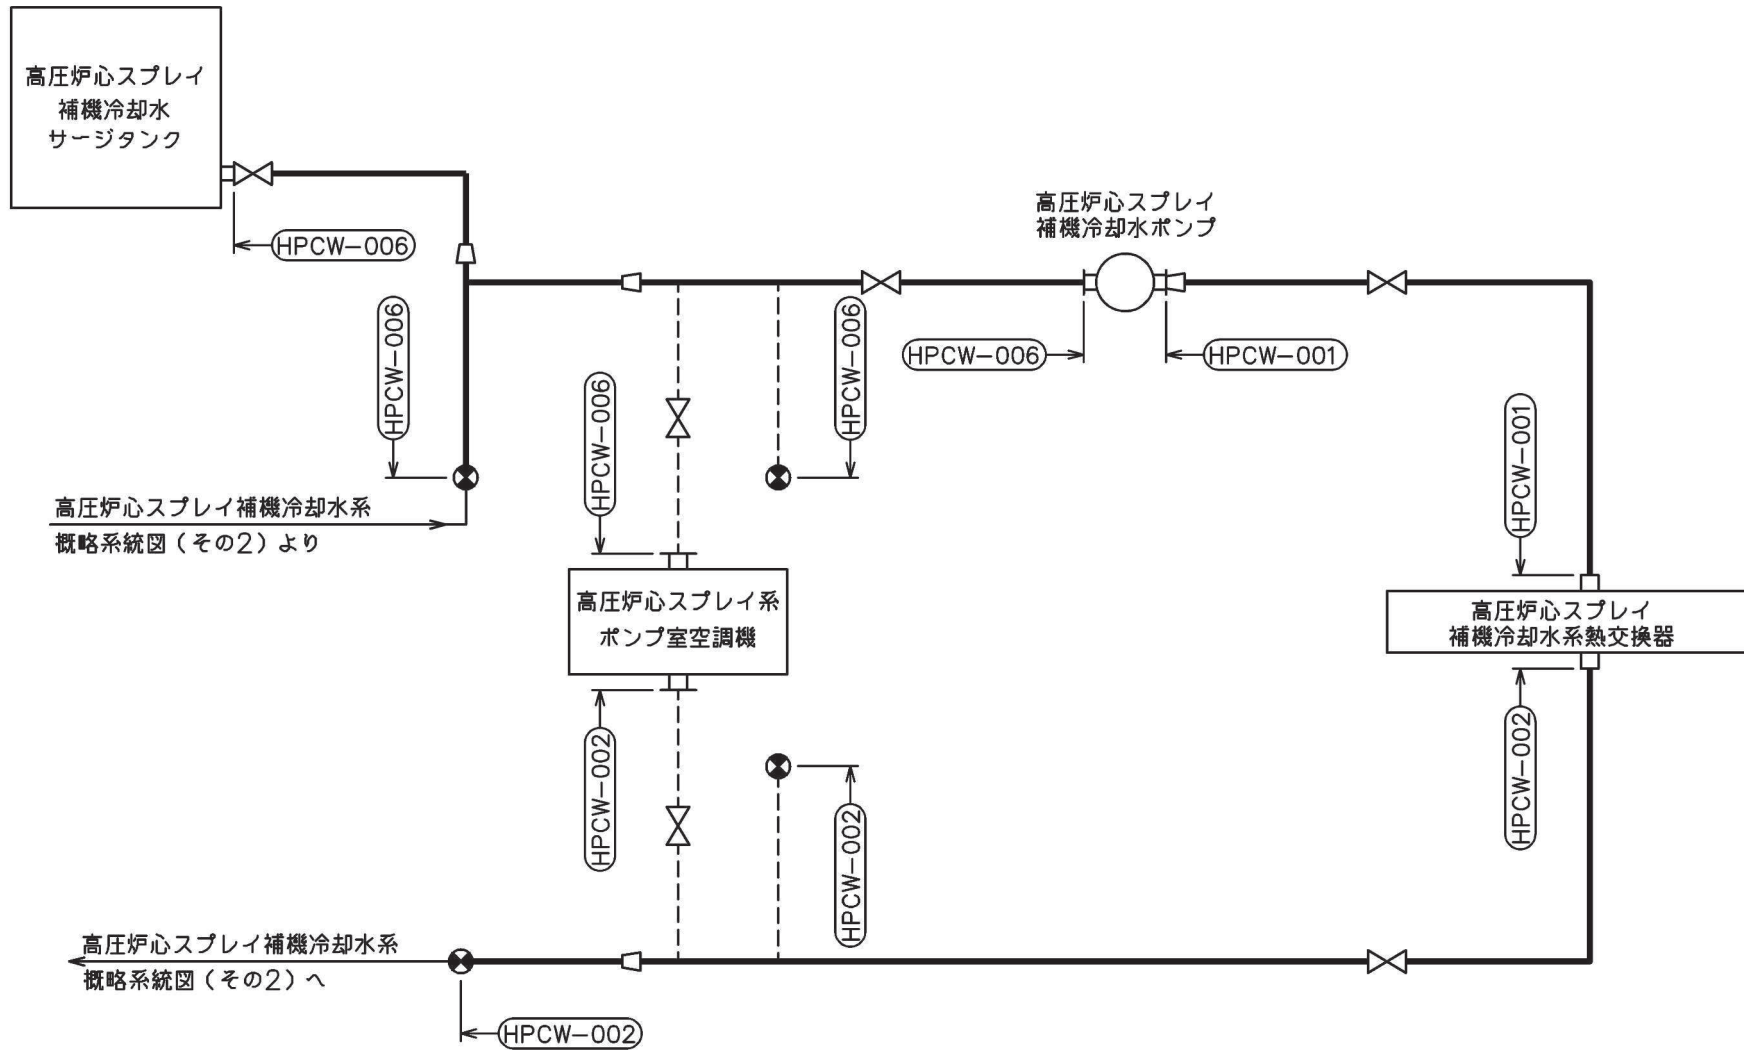 高圧炉心スプレイ
補機冷却水
サージタンク
HPCW-006
高圧炉心スプレイ
補機冷却水ポンプ
HPCW-006
HPCW-006
HPCW-006
HPCW-001
HPCW-006
HPCW-001
高圧炉心スプレイ補機冷却水系
概略系統図(その2)より
高圧炉心スプレイ系
ポンプ室空調機
高圧炉心スプレイ
補機冷却水系熱交換器
HPCW-002
HPCW-002
HPCW-002
高圧炉心スプレイ補機冷却水系
概略系統図(その2)へ
HPCW-002